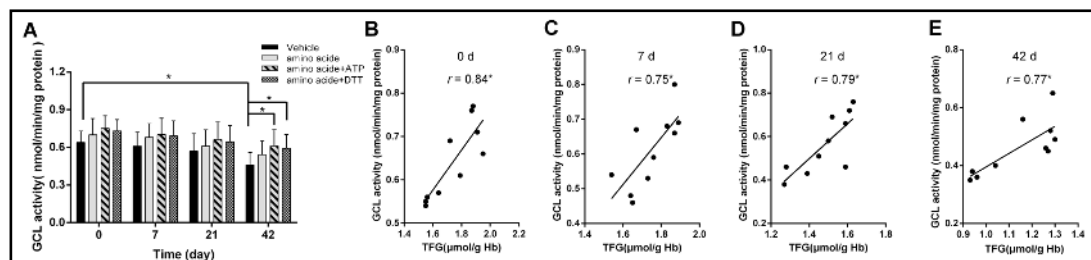 A
GCL activity( nmol/min/mg protein )
1.2
0.9
0.6
0.3
0.0
Vehicle
amino acide
amino acide+ATP
amino acide+DTT
*
*
*
0
7
21
42
Time (day)
B
GCL activity (nmol/min/mg protein)
0.9
0.8
0.7
0.6
0.5
0 d
r = 0.84*
1.4
1.6
1.8
2.0
2.2
TFG(μmol/g Hb)
C
GCL activity (nmol/min/mg protein)
0.9
0.8
0.7
0.6
0.5
0.4
7 d
r = 0.75*
1.4
1.6
1.8
2.0
TFG(μmol/g Hb)
D
GCL activity (nmol/min/mg protein)
1.0
0.8
0.6
0.4
0.2
21 d
r = 0.79*
1.2
1.4
1.6
1.8
TFG(μmol/g Hb)
E
GCL activity (nmol/min/mg protein)
0.8
0.6
0.4
0.2
42 d
r = 0.77*
0.9
1.0
1.1
1.2
1.3
1.4
TFG(μmol/g Hb)